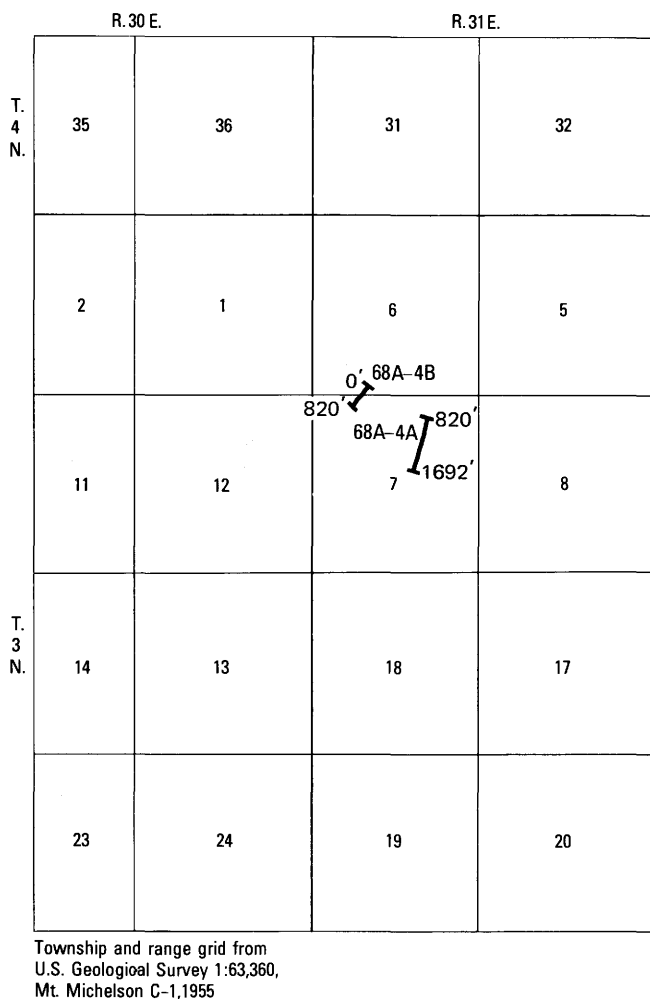 R.30 E. R.31 E.
T.
4
N.
35 36 31 32
2 1 6 5
0' 68A-4B
820'
68A-4A 820'
1692'
11 12 7 8
T.
3
N.
14 13 18 17
23 24 19 20
Township and range grid from
U.S. Geological Survey 1:63,360,
Mt. Michelson C-1,1955